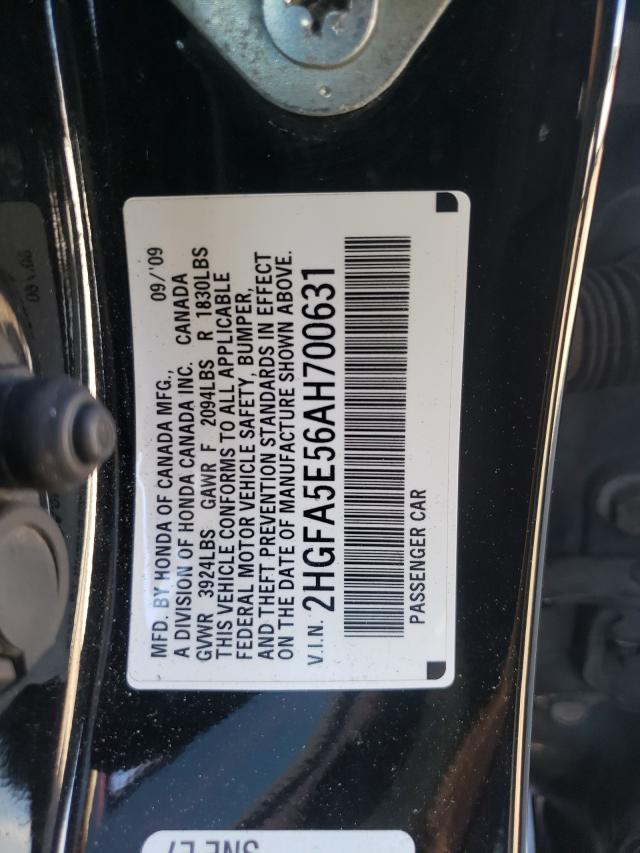 MFD. BY HONDA OF CANADA MFG., 09/'09
A DIVISION OF HONDA CANADA INC. CANADA
GVWR 3924LBS GAWR F 2094LBS R 1830LBS
THIS VEHICLE CONFORMS TO ALL APPLICABLE
FEDERAL MOTOR VEHICLE SAFETY, BUMPER,
AND THEFT PREVENTION STANDARDS IN EFFECT
ON THE DATE OF MANUFACTURE SHOWN ABOVE.
V.I.N. 2HGFA5E56AH700631
PASSENGER CAR